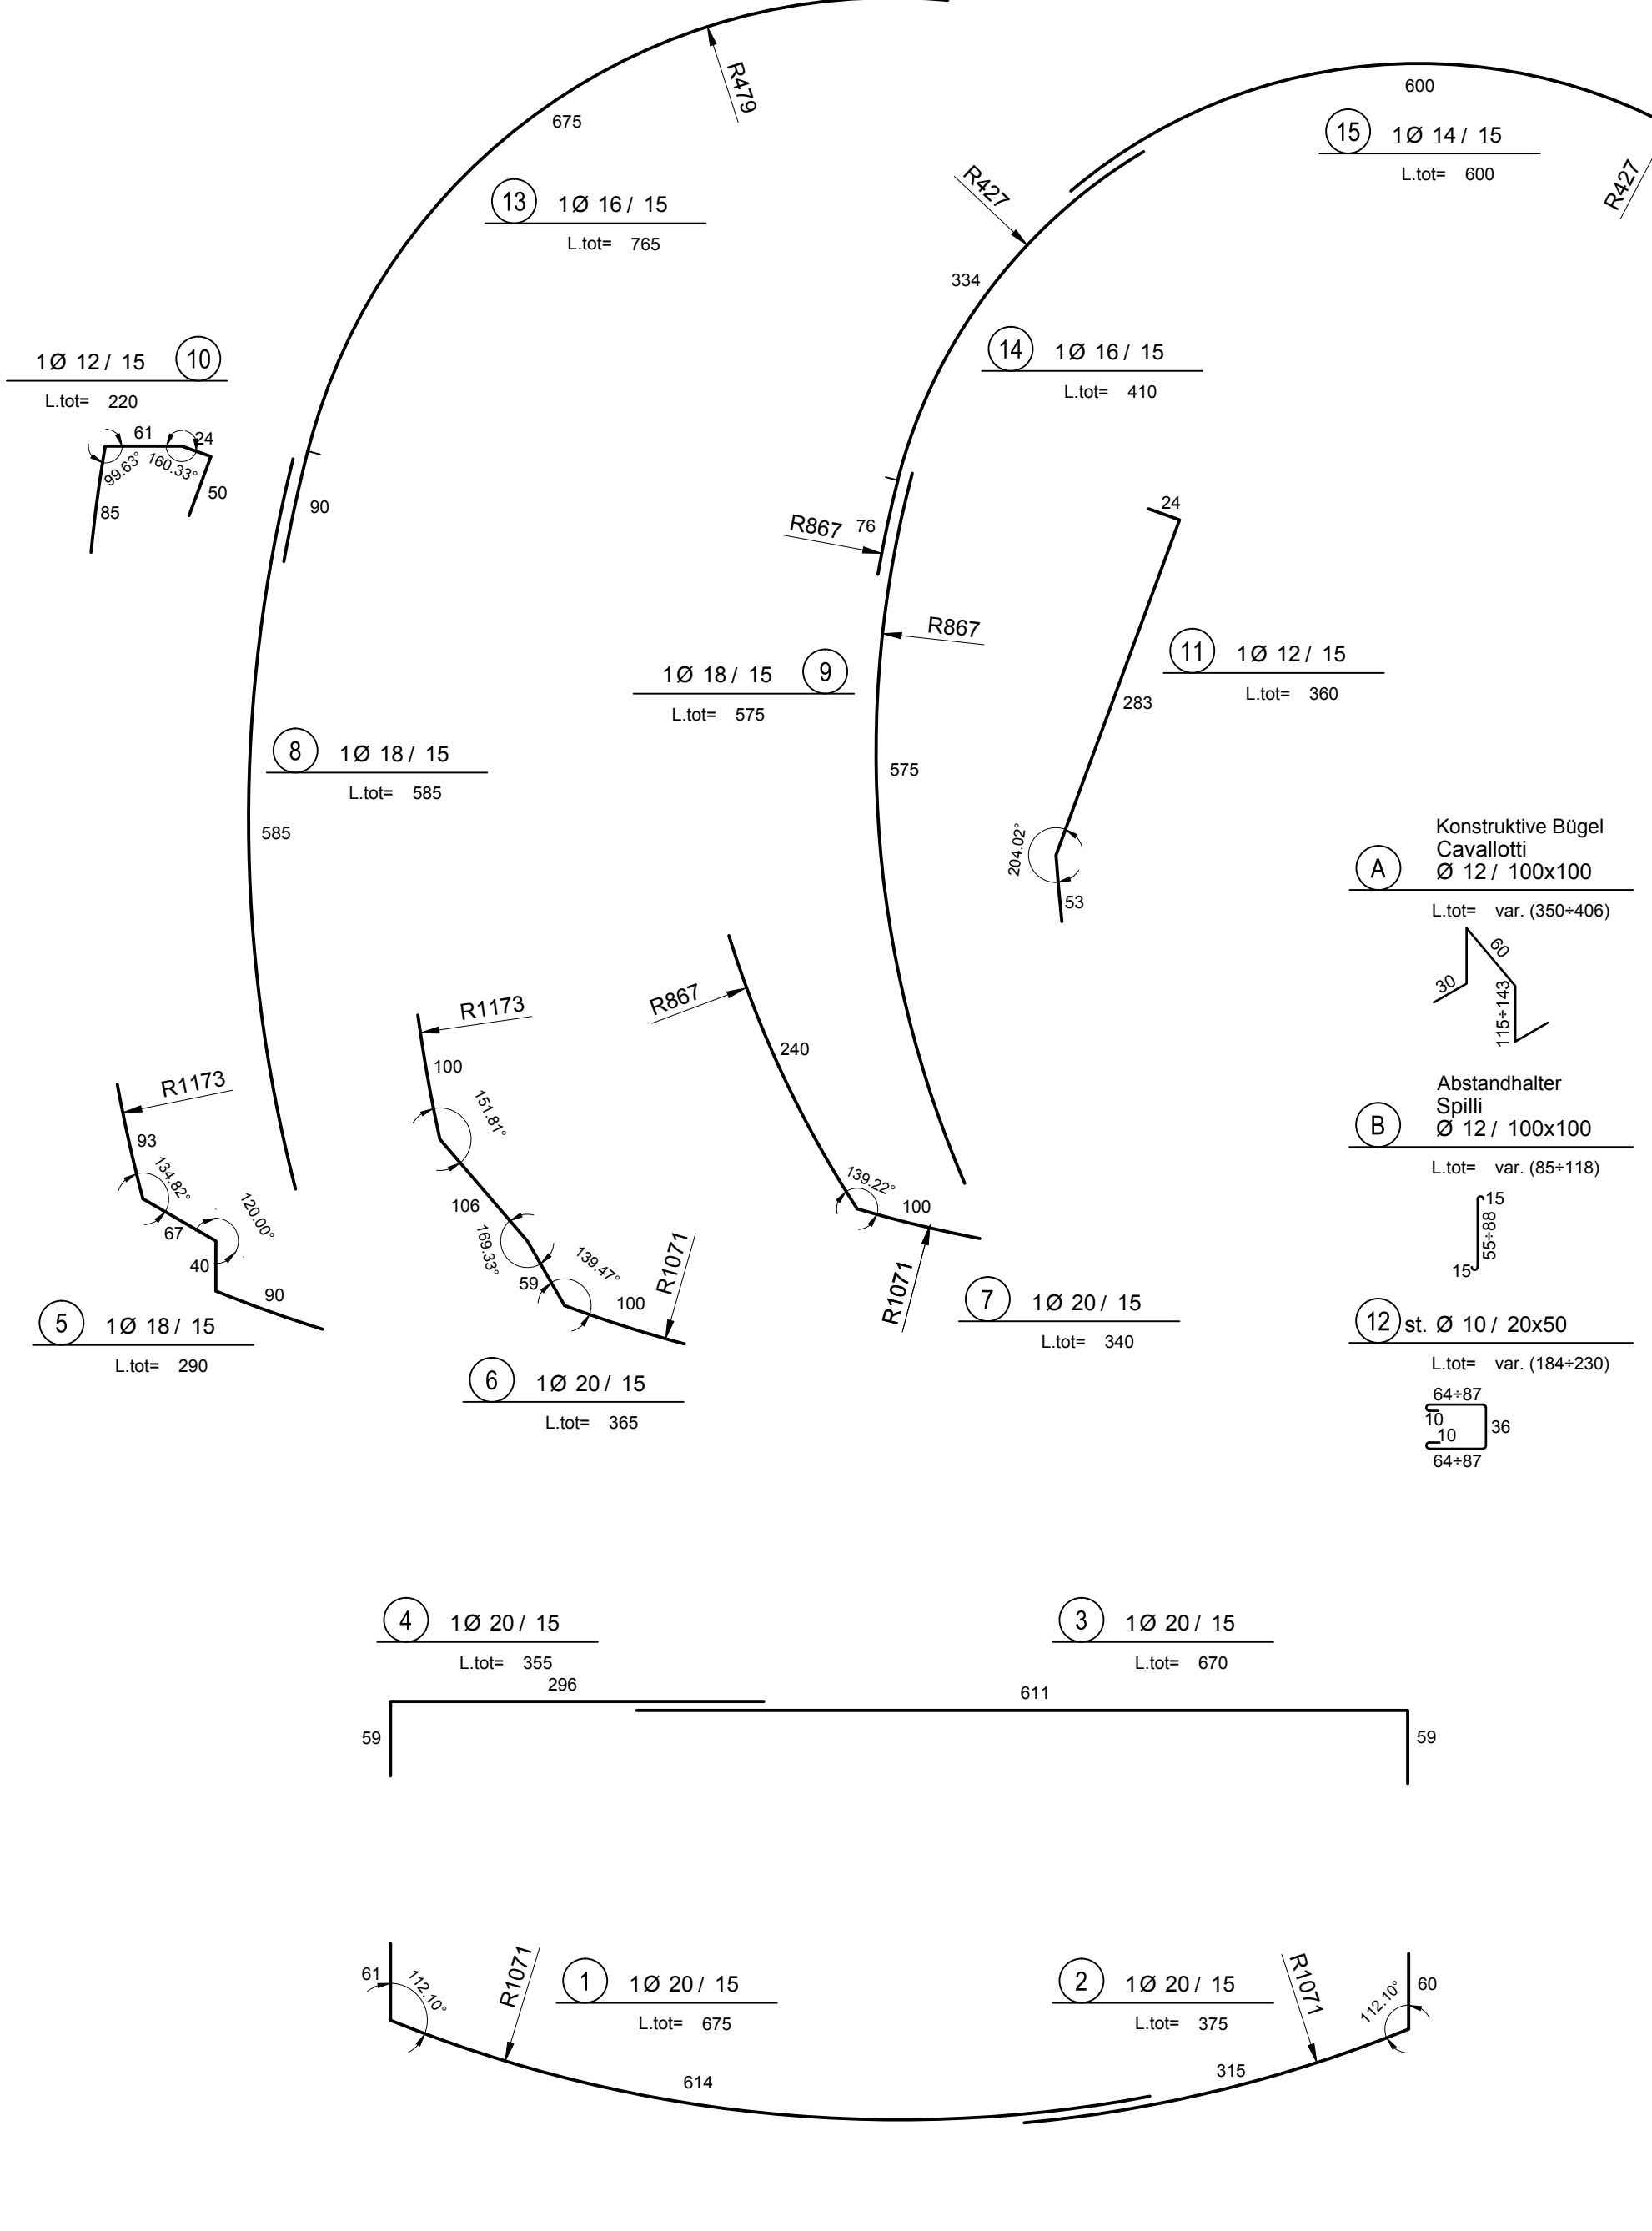 R479
675
13 1Ø 16 / 15
L.tot= 765
600
15 1Ø 14 / 15
L.tot= 600
R427
R427
334
14 1Ø 16 / 15
L.tot= 410
1Ø 12 / 15 10
L.tot= 220
61
24
99.63°
160.33°
85
50
90
R867
76
R867
24
1Ø 18 / 15 9
L.tot= 575
575
11 1Ø 12 / 15
L.tot= 360
283
204.02°
53
8 1Ø 18 / 15
L.tot= 585
585
Konstruktive Bügel
Cavallotti
A Ø 12 / 100x100
L.tot= var. (350÷406)
60
30
115÷143
Abstandhalter
Spilli
B Ø 12 / 100x100
L.tot= var. (85÷118)
15
55÷88
15
12 st. Ø 10 / 20x50
L.tot= var. (184÷230)
64÷87
10
10
36
64÷87
R1173
93
134.82°
120.00°
67
40
90
5 1Ø 18 / 15
L.tot= 290
R1173
100
151.81°
106
169.33°
59
139.47°
100
R1071
6 1Ø 20 / 15
L.tot= 365
R867
240
139.22°
100
R1071
7 1Ø 20 / 15
L.tot= 340
4 1Ø 20 / 15
L.tot= 355
296
59
3 1Ø 20 / 15
L.tot= 670
611
59
61
112.10°
R1071
1 1Ø 20 / 15
L.tot= 675
614
2 1Ø 20 / 15
L.tot= 375
R1071
112.10°
60
315